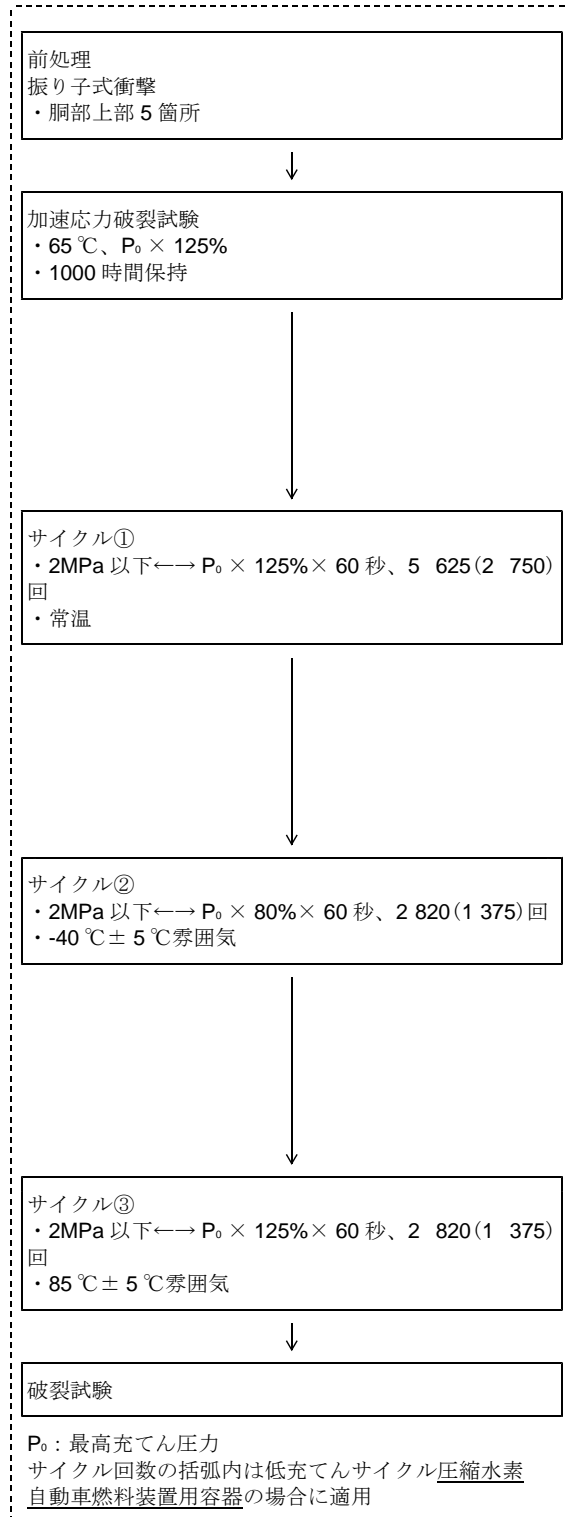 前処理
振り子式衝撃
・胴部上部 5 箇所
加速応力破裂試験
・65 ℃、P₀ × 125%
・1000 時間保持
サイクル①
・2MPa 以下←→ P₀ × 125%× 60 秒、5 625(2 750)
回
・常温
サイクル②
・2MPa 以下←→ P₀ × 80%× 60 秒、2 820(1 375)回
・-40 ℃± 5 ℃雰囲気
サイクル③
・2MPa 以下←→ P₀ × 125%× 60 秒、2 820(1 375)
回
・85 ℃± 5 ℃雰囲気
破裂試験
P₀：最高充てん圧力
サイクル回数の括弧内は低充てんサイクル圧縮水素
自動車燃料装置用容器の場合に適用